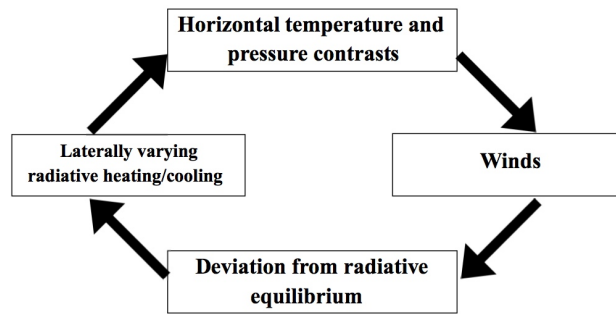 Horizontal temperature and
pressure contrasts
Laterally varying
radiative heating/cooling
Winds
Deviation from radiative
equilibrium